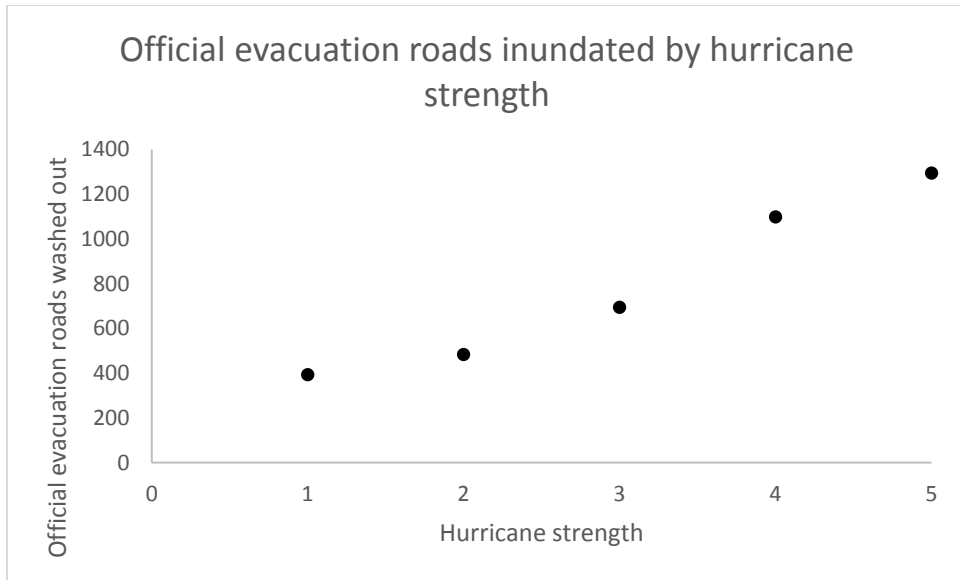 Official evacuation roads inundated by hurricane
strength
Official evacuation roads washed out
1400
1200
1000
800
600
400
200
0
0 1 2 3 4 5
Hurricane strength